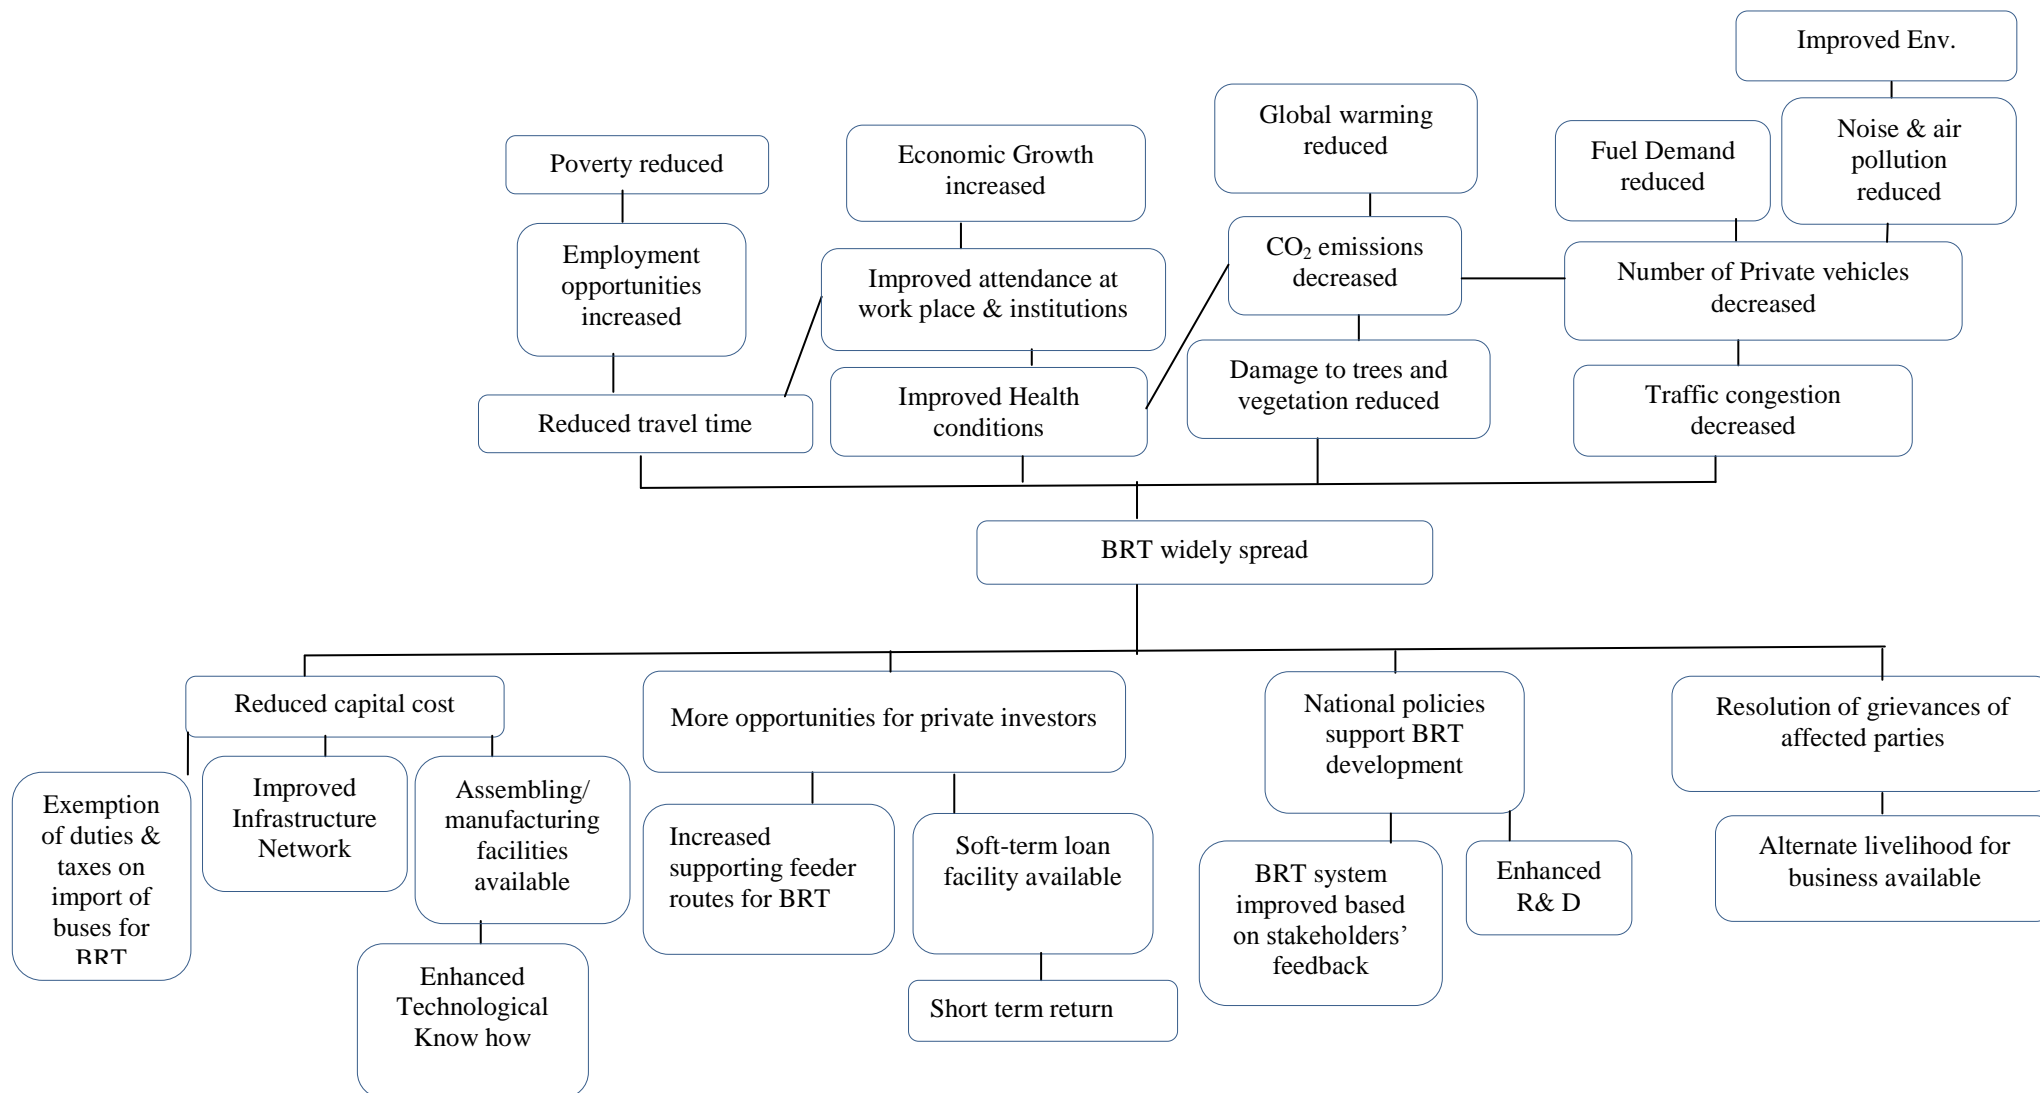 Improved Env.
Global warming
reduced
Noise & air
pollution
reduced
Fuel Demand
reduced
Economic Growth
increased
Poverty reduced
Employment
opportunities
increased
Improved attendance at
work place & institutions
CO₂ emissions
decreased
Number of Private vehicles
decreased
Reduced travel time
Improved Health
conditions
Damage to trees and
vegetation reduced
Traffic congestion
decreased
BRT widely spread
Reduced capital cost
More opportunities for private investors
National policies
support BRT
development
Resolution of grievances of
affected parties
Exemption
of duties &
taxes on
import of
buses for
BRT
Improved
Infrastructure
Network
Assembling/
manufacturing
facilities
available
Increased
supporting feeder
routes for BRT
Soft-term loan
facility available
BRT system
improved based
on stakeholders’
feedback
Enhanced
R& D
Alternate livelihood for
business available
Enhanced
Technological
Know how
Short term return